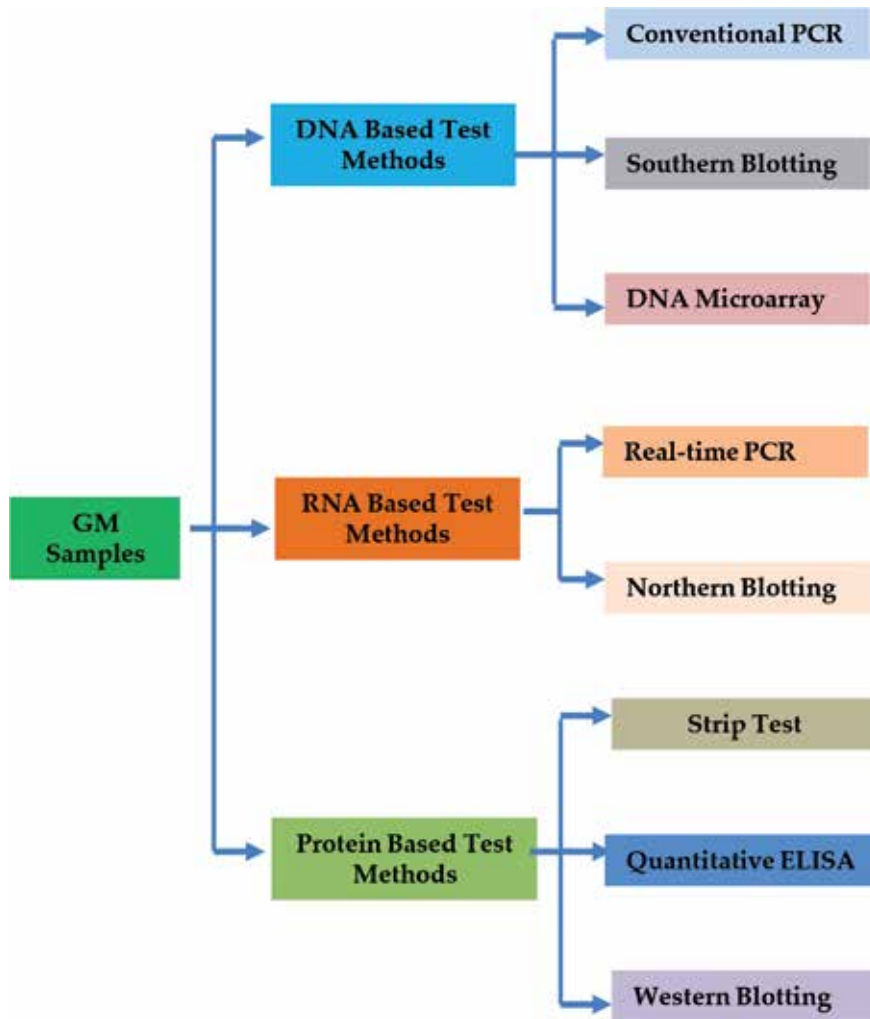 Conventional PCR
DNA Based Test
Methods
Southern Blotting
DNA Microarray
Real-time PCR
GM
Samples
RNA Based Test
Methods
Northern Blotting
Strip Test
Protein Based Test
Methods
Quantitative ELISA
Western Blotting